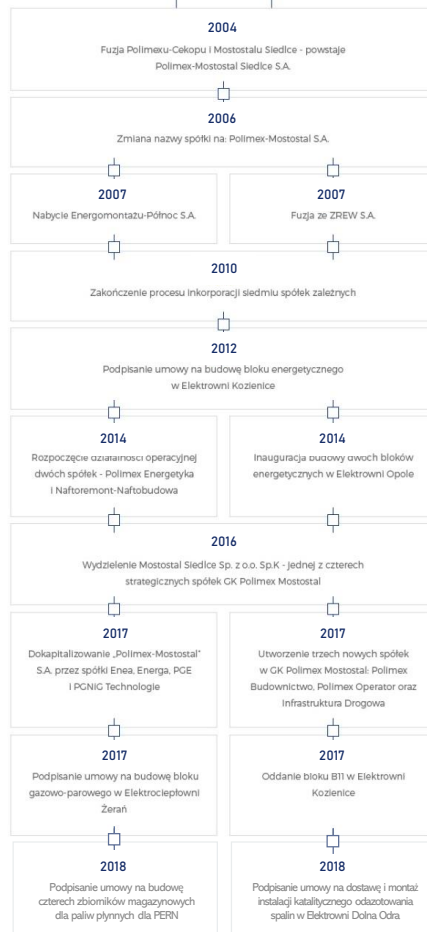 2004
Fuzja Polimexu-Cekopu i Mostostalu Siedlce - powstaje
Polimex-Mostostal Siedlce S.A.
2006
Zmiana nazwy spółki na: Polimex-Mostostal S.A.
2007
Nabycie Energomontażu-Północ S.A.
2007
Fuzja ze ZREW S.A.
2010
Zakończenie procesu inkorporacji siedmiu spółek zależnych
2012
Podpisanie umowy na budowę bloku energetycznego
w Elektrowni Kozienice
2014
Rozpoczęcie działalności operacyjnej
dwóch spółek - Polimex Energetyka
i Naftoremont-Naftobudowa
2014
Inauguracja budowy dwóch bloków
energetycznych w Elektrowni Opole
2016
Wydzielenie Mostostal Siedlce Sp. z o.o. Sp.K - jednej z czterech
strategicznych spółek GK Polimex Mostostal
2017
Dokapitalizowanie „Polimex-Mostostal”
S.A. przez spółki Enea, Energa, PGE
i PGNiG Technologie
2017
Utworzenie trzech nowych spółek
w GK Polimex Mostostal: Polimex
Budownictwo, Polimex Operator oraz
Infrastruktura Drogowa
2017
Podpisanie umowy na budowę bloku
gazowo-parowego w Elektrociepłowni
Żerań
2017
Oddanie bloku B11 w Elektrowni
Kozienice
2018
Podpisanie umowy na budowę
czterech zbiorników magazynowych
dla paliw płynnych dla PERN
2018
Podpisanie umowy na dostawę i montaż
instalacji katalitycznego odazotowania
spalin w Elektrowni Dolna Odra